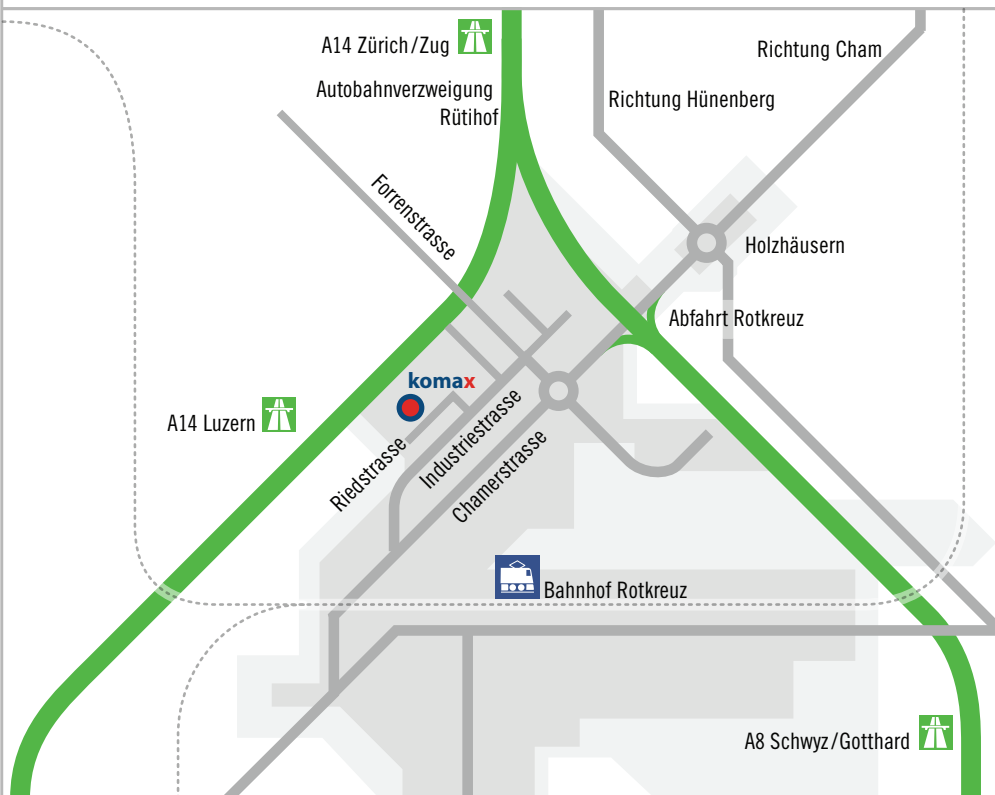 A14 Zürich/Zug
Richtung Cham
Autobahnverzweigung
Rütihof
Richtung Hünenberg
Forrenstrasse
Holzhäusern
Abfahrt Rotkreuz
komax
A14 Luzern
Riedstrasse
Industriestrasse
Chamerstrasse
Bahnhof Rotkreuz
A8 Schwyz/Gotthard